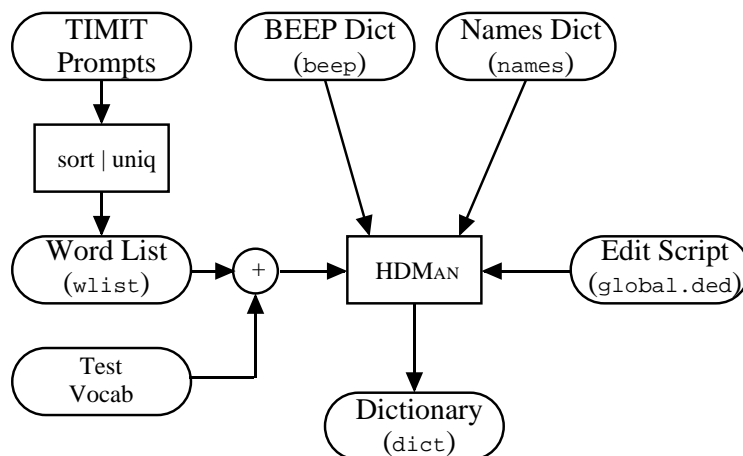 TIMIT
Prompts
BEEP Dict
(beep)
Names Dict
(names)
sort | uniq
Word List
(wlist)
+
HDMAN
Edit Script
(global.ded)
Test
Vocab
Dictionary
(dict)